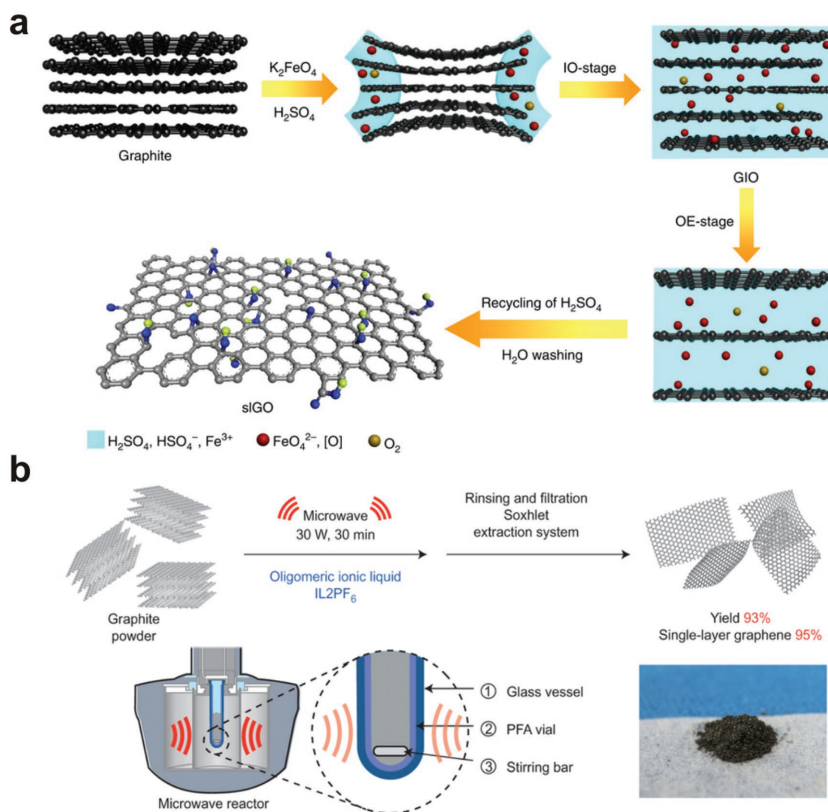 a
K₂FeO₄
H₂SO₄
IO-stage
Graphite
GIO
OE-stage
Recycling of H₂SO₄
H₂O washing
slGO
H₂SO₄, HSO₄⁻, Fe³⁺
FeO₄²⁻, [O]
O₂
b
Microwave
30 W, 30 min
Oligomeric ionic liquid
IL2PF₆
Rinsing and filtration
Soxhlet
extraction system
Graphite
powder
Yield 93%
Single-layer graphene 95%
① Glass vessel
② PFA vial
③ Stirring bar
Microwave reactor